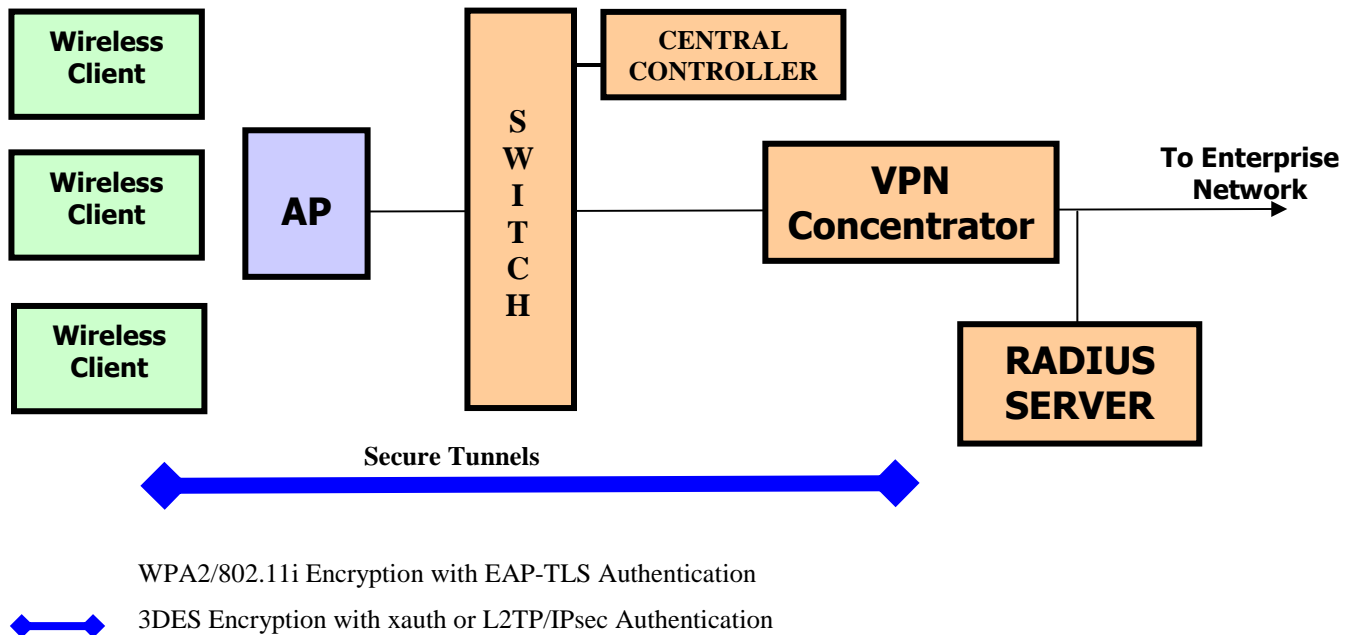 Wireless
Client
CENTRAL
CONTROLLER
S
W
I
T
C
H
Wireless
Client
AP
VPN
Concentrator
To Enterprise
Network
Wireless
Client
RADIUS
SERVER
Secure Tunnels
WPA2/802.11i Encryption with EAP-TLS Authentication
3DES Encryption with xauth or L2TP/IPsec Authentication